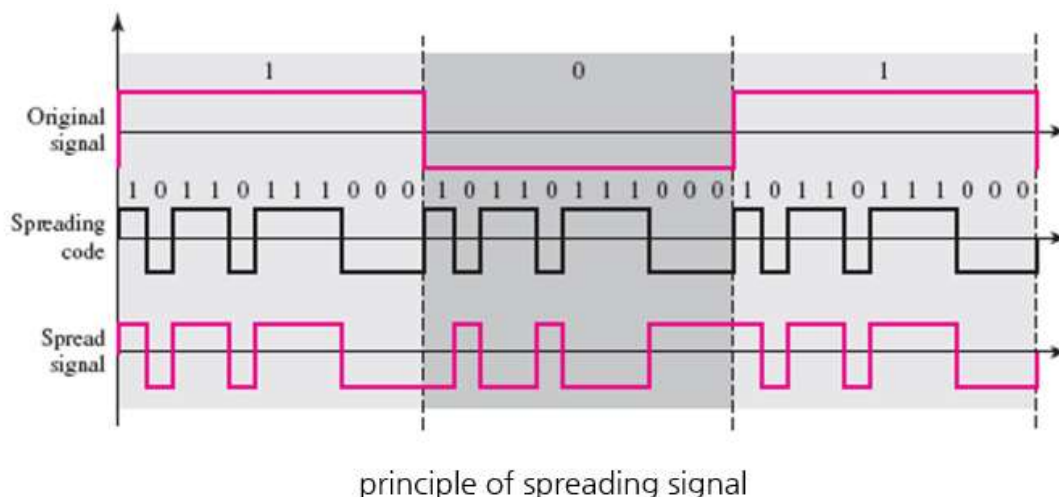 1 0 1
Original
signal
1 0 1 1 0 1 1 1 0 0 0 1 0 1 1 0 1 1 1 0 0 0 1 0 1 1 0 1 1 1 0 0 0
Spreading
code
Spread
signal
principle of spreading signal